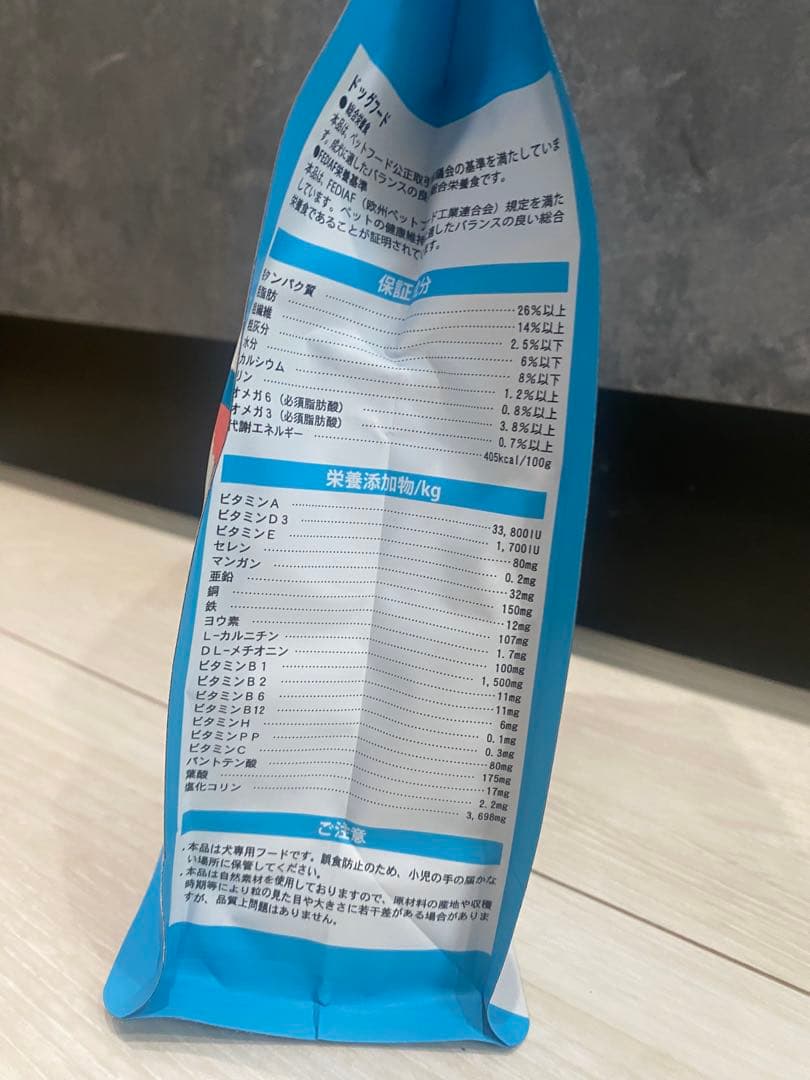 ドッグフード
●総合栄養食
本品は、ペットフード公正取引 議会の基準を満たしていま
す。成犬に適したバランスの良 総合栄養食です。
●FEDIAF栄養基準
本品は、FEDIAF（欧州ペット ド工業連合会）規定を満た
しています。ペットの健康維持 適したバランスの良い総合
栄養食であることが証明されて ます。
保証 分
タンパク質 26%以上
粗脂肪 14%以上
粗繊維 2.5%以下
粗灰分 6%以下
水分 8%以下
カルシウム 1.2%以上
リン 0.8%以上
オメガ6（必須脂肪酸） 3.8%以上
オメガ3（必須脂肪酸） 0.7%以上
代謝エネルギー 405kcal/100g
栄養添加物/kg
ビタミンA 33,800IU
ビタミンD3 1,700IU
ビタミンE 80mg
セレン 0.2mg
マンガン 32mg
亜鉛 150mg
銅 12mg
鉄 107mg
ヨウ素 1.7mg
L-カルニチン 100mg
DL-メチオニン 1,500mg
ビタミンB1 11mg
ビタミンB2 11mg
ビタミンB6 6mg
ビタミンB12 0.1mg
ビタミンH 0.3mg
ビタミンPP 80mg
ビタミンC 175mg
パントテン酸 17mg
葉酸 2.2mg
塩化コリン 3,698mg
ご注意
.本品は犬専用フードです。誤食防止のため、小児の手の届かな
い場所に保管してください。
.本品は自然素材を使用しておりますので、原材料の産地や収穫
時期等により粒の見た目や大きさに若干差がある場合がありま
すが、品質上問題はありません。